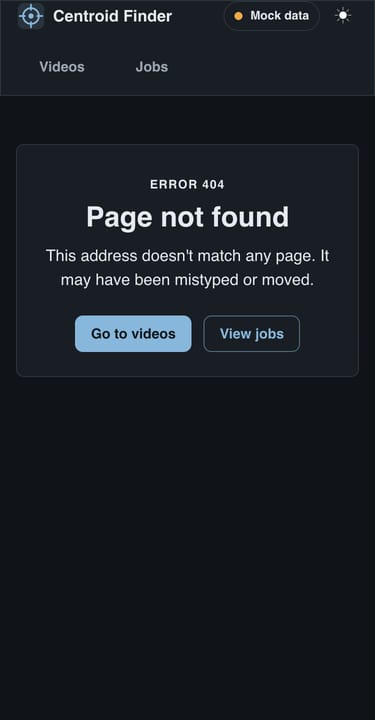 Centroid Finder
Mock data
Videos
Jobs
ERROR 404
Page not found
This address doesn't match any page. It
may have been mistyped or moved.
Go to videos
View jobs